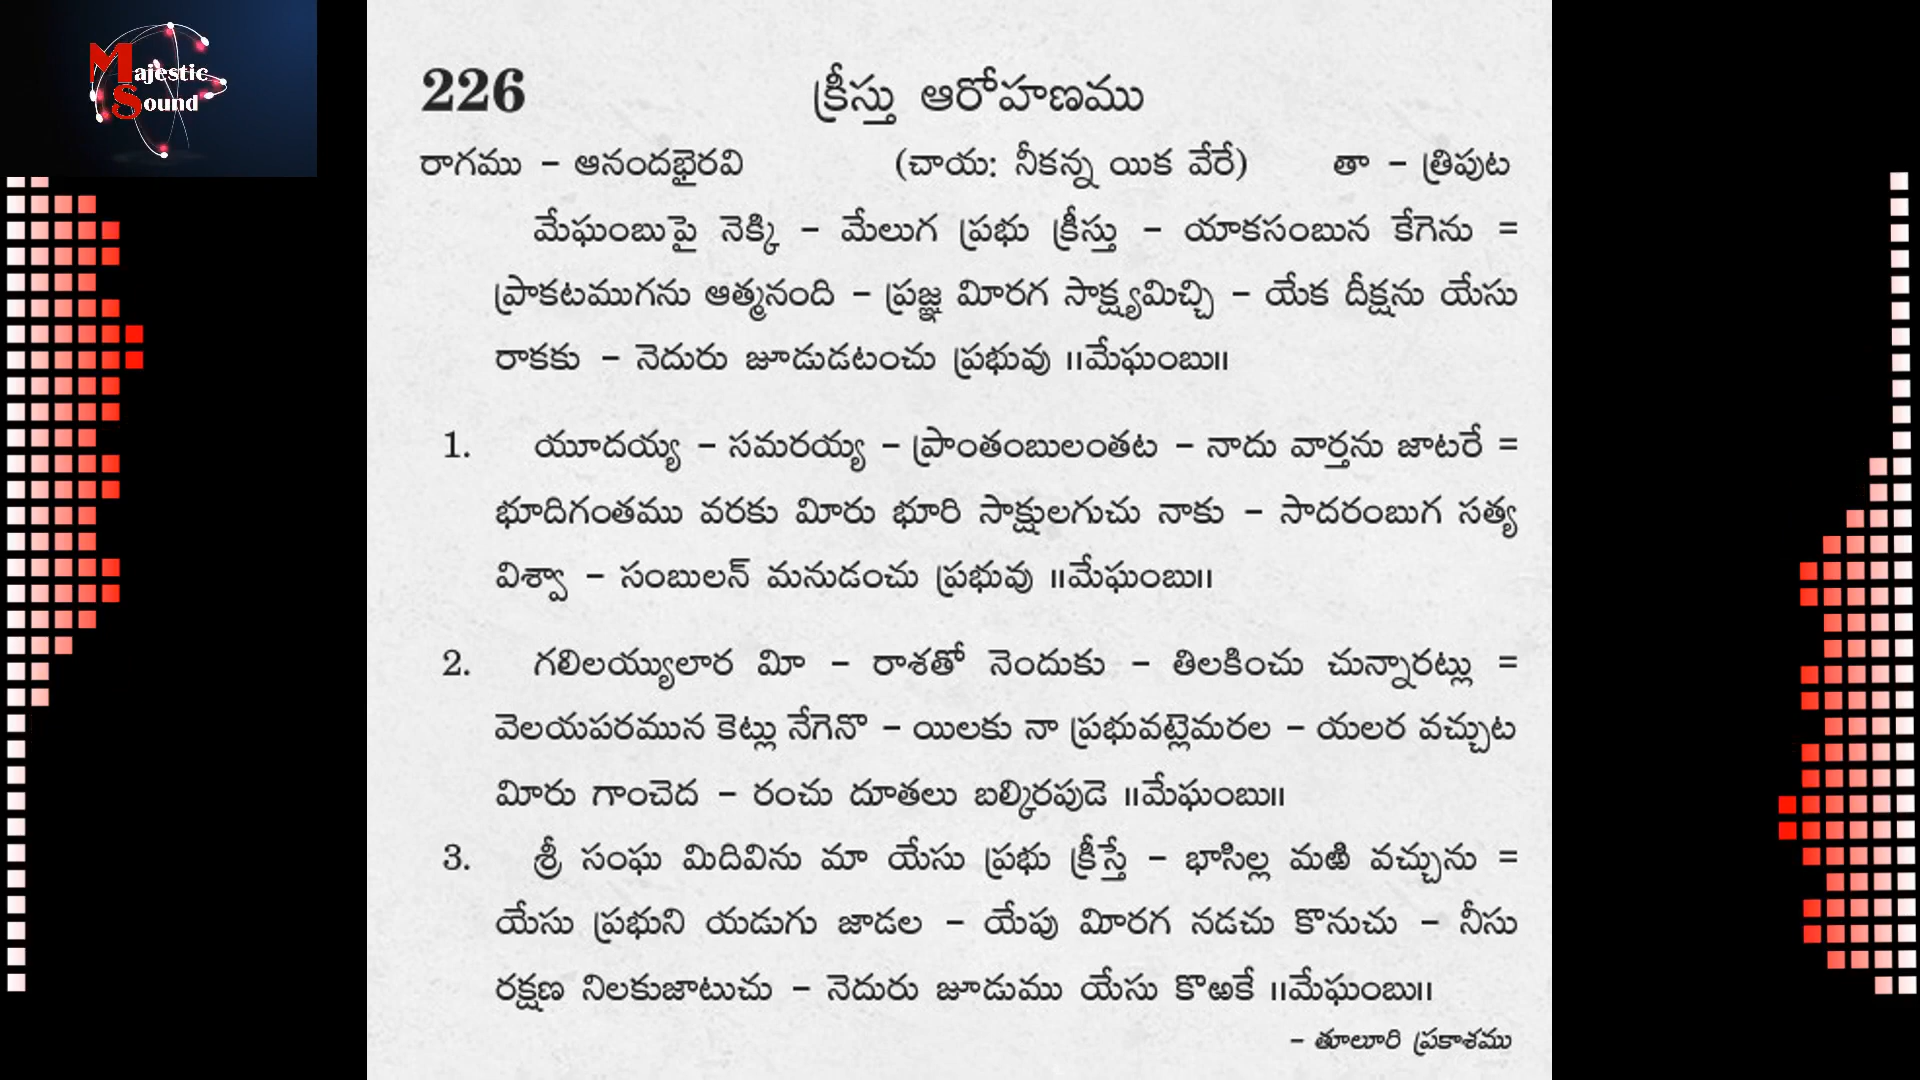 Majestic
Sound
226 క్రీస్తు ఆరోహణము
రాగము - ఆనందభైరవి (చాయ: నీకన్న యిక వేరే) తా - త్రిపుట
మేఘంబుపై నెక్కి - మేలుగ ప్రభు క్రీస్తు - యాకసంబున కేగెను =
ప్రాకటముగను ఆత్మనంది - ప్రజ్ఞ మీరగ సాక్ష్యమిచ్చి - యేక దీక్షను యేసు
రాకకు - నెదురు జూడుడటంచు ప్రభువు ॥మేఘంబు॥
1. యూదయ్య - సమరయ్య - ప్రాంతంబులంతట - నాదు వార్తను జాటరే =
భూదిగంతము వరకు మీరు భూరి సాక్షులగుచు నాకు - సాదరంబుగ సత్య
విశ్వా - సంబులన్ మనుడంచు ప్రభువు ॥మేఘంబు॥
2. గలిలయ్యులార మీ - రాశతో నెందుకు - తిలకించు చున్నారట్లు =
వెలయపరమున కెట్లు నేగెనొ - యిలకు నా ప్రభువట్లెమరల - యలర వచ్చుట
మీరు గాంచెద - రంచు దూతలు బల్కిరపుడె ॥మేఘంబు॥
3. శ్రీ సంఘ మిదివిను మా యేసు ప్రభు క్రీస్తే - భాసిల్ల మఱి వచ్చును =
యేసు ప్రభుని యడుగు జాడల - యేపు మీరగ నడచు కొనుచు - నీసు
రక్షణ నిలకుజాటుచు - నెదురు జూడుము యేసు కొఱకే ॥మేఘంబు॥
- తూలూరి ప్రకాశము